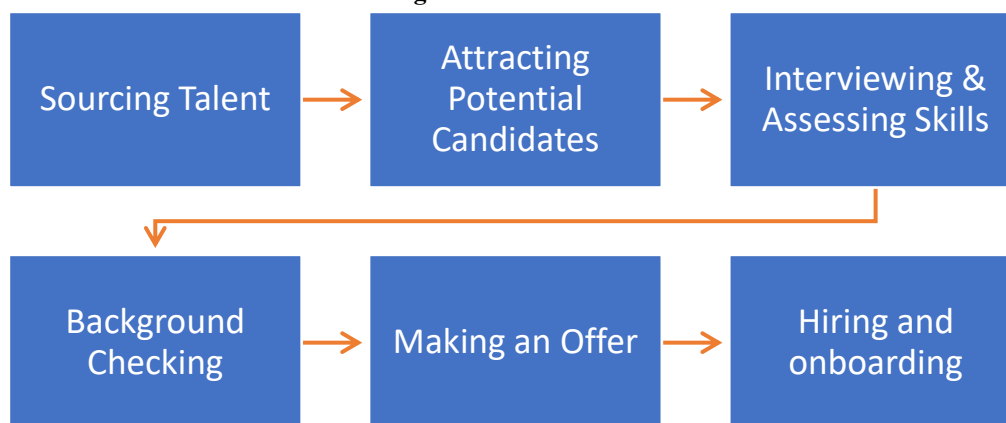 Sourcing Talent
Attracting
Potential
Candidates
Interviewing &
Assessing Skills
Background
Checking
Making an Offer
Hiring and
onboarding